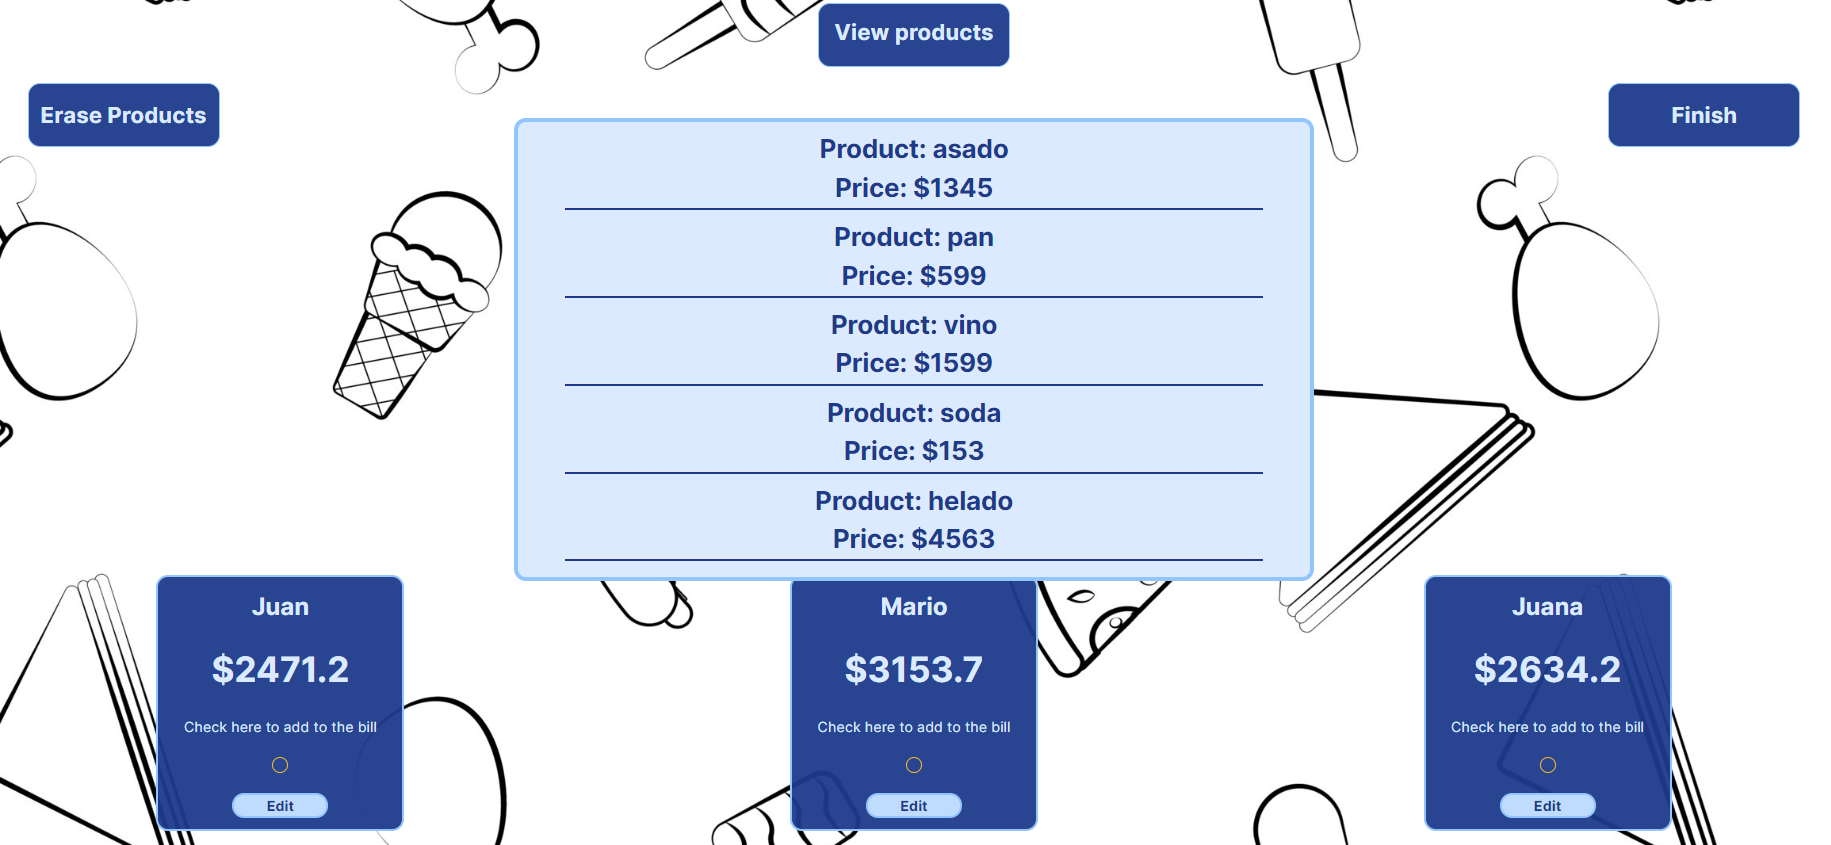 View products
Erase Products
Finish
Product: asado
Price: $1345
Product: pan
Price: $599
Product: vino
Price: $1599
Product: soda
Price: $153
Product: helado
Price: $4563
Juan
$2471.2
Check here to add to the bill
Edit
Mario
$3153.7
Check here to add to the bill
Edit
Juana
$2634.2
Check here to add to the bill
Edit